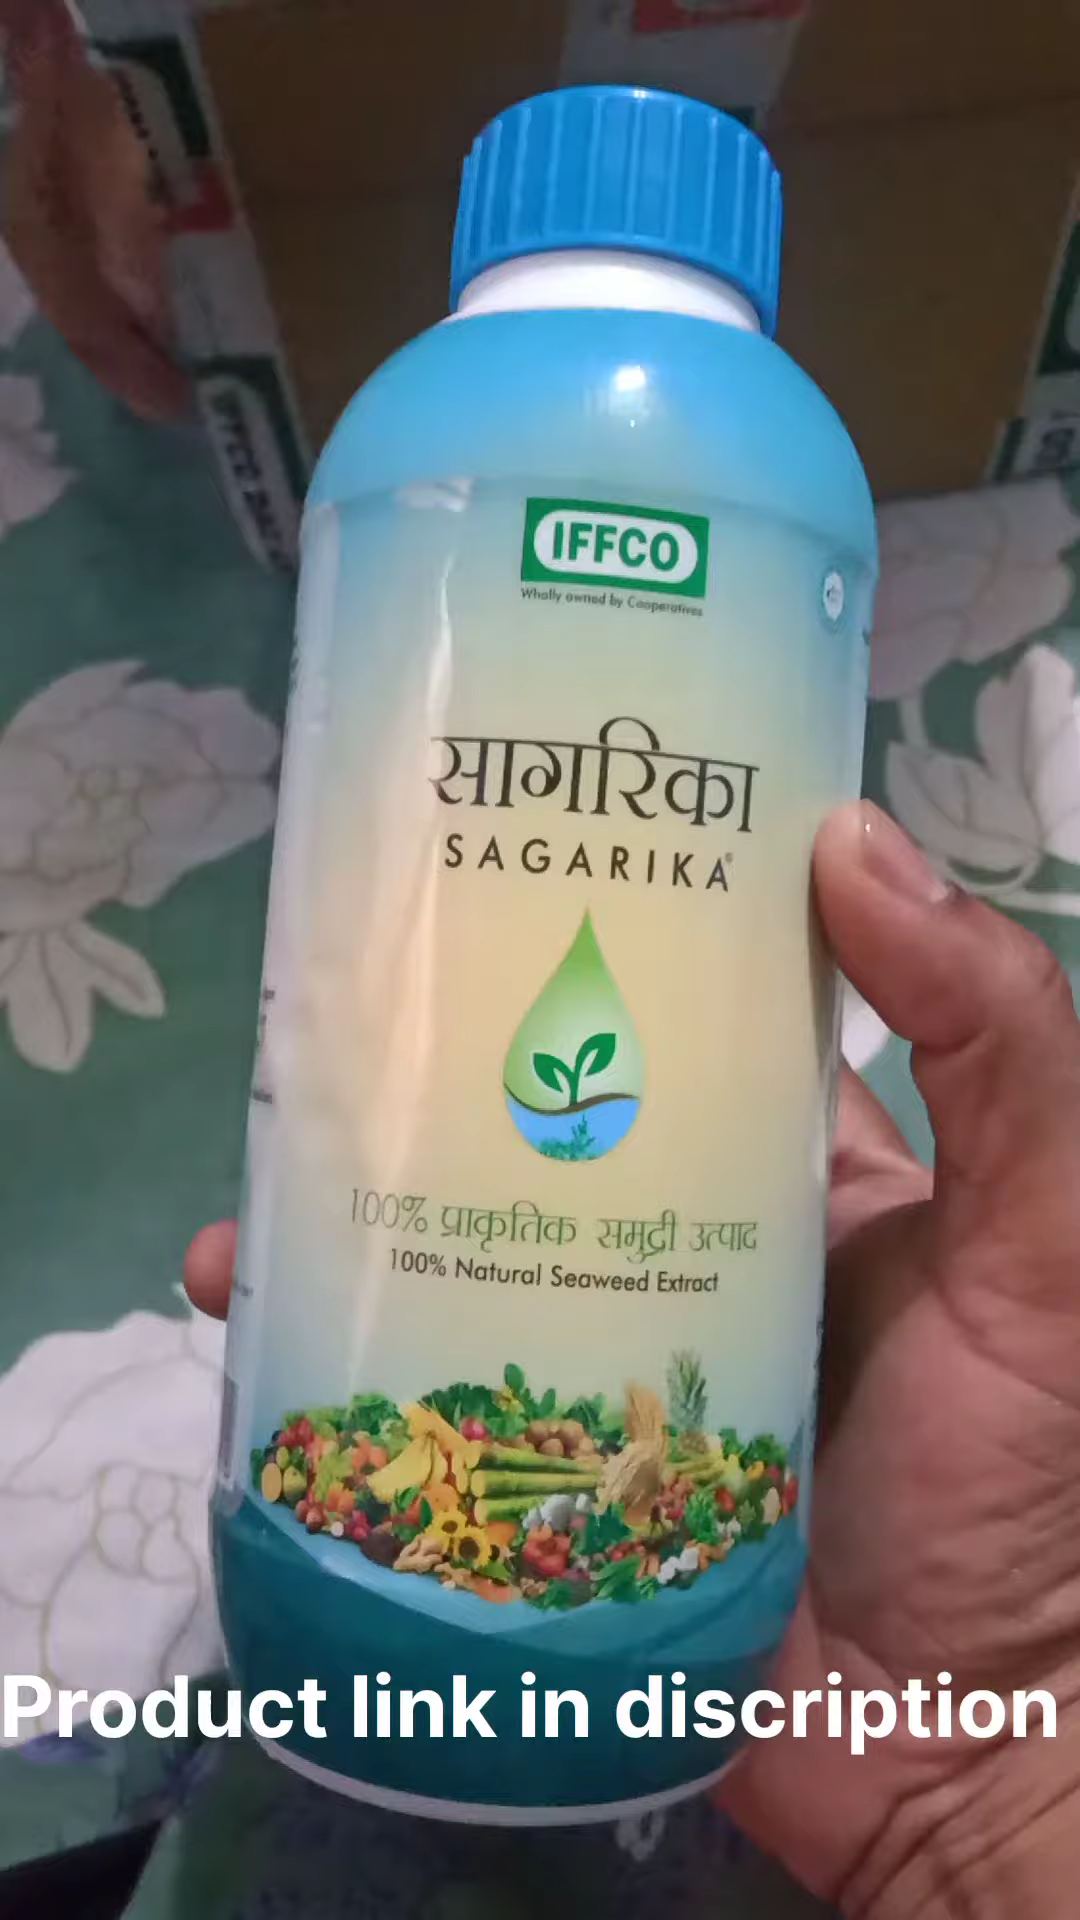 IFFCO
Wholly owned by Cooperatives
सागरिका
SAGARIKA®
100% प्राकृतिक समुद्री उत्पाद
100% Natural Seaweed Extract
Product link in discription